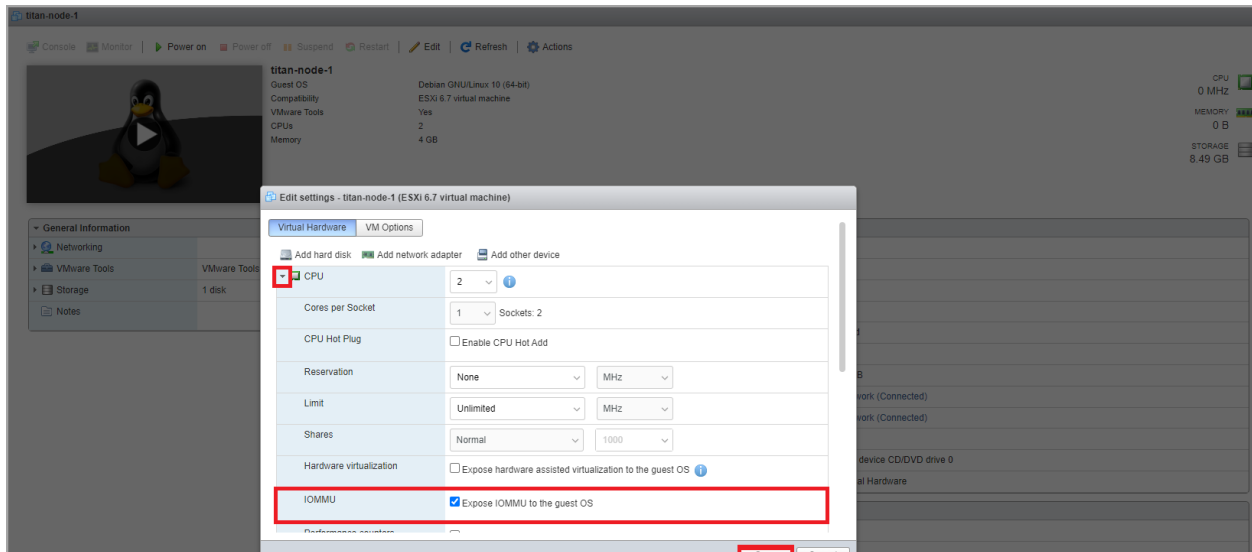 titan-node-1
Console Monitor Power on Power off Suspend Restart Edit Refresh Actions
titan-node-1
Guest OS Debian GNU/Linux 10 (64-bit)
Compatibility ESXi 6.7 virtual machine
VMware Tools Yes
CPUs 2
Memory 4 GB
CPU
0 MHz
MEMORY
0 B
STORAGE
8.49 GB
Edit settings - titan-node-1 (ESXi 6.7 virtual machine)
Virtual Hardware VM Options
General Information
Networking
Add hard disk Add network adapter Add other device
VMware Tools VMware Tools
CPU 2
Storage 1 disk
Notes
Cores per Socket 1 Sockets: 2
CPU Hot Plug Enable CPU Hot Add
Reservation None MHz
B
Limit Unlimited MHz
work (Connected)
work (Connected)
Shares Normal 1000
device CD/DVD drive 0
Hardware virtualization Expose hardware assisted virtualization to the guest OS
al Hardware
IOMMU Expose IOMMU to the guest OS
Performance counters